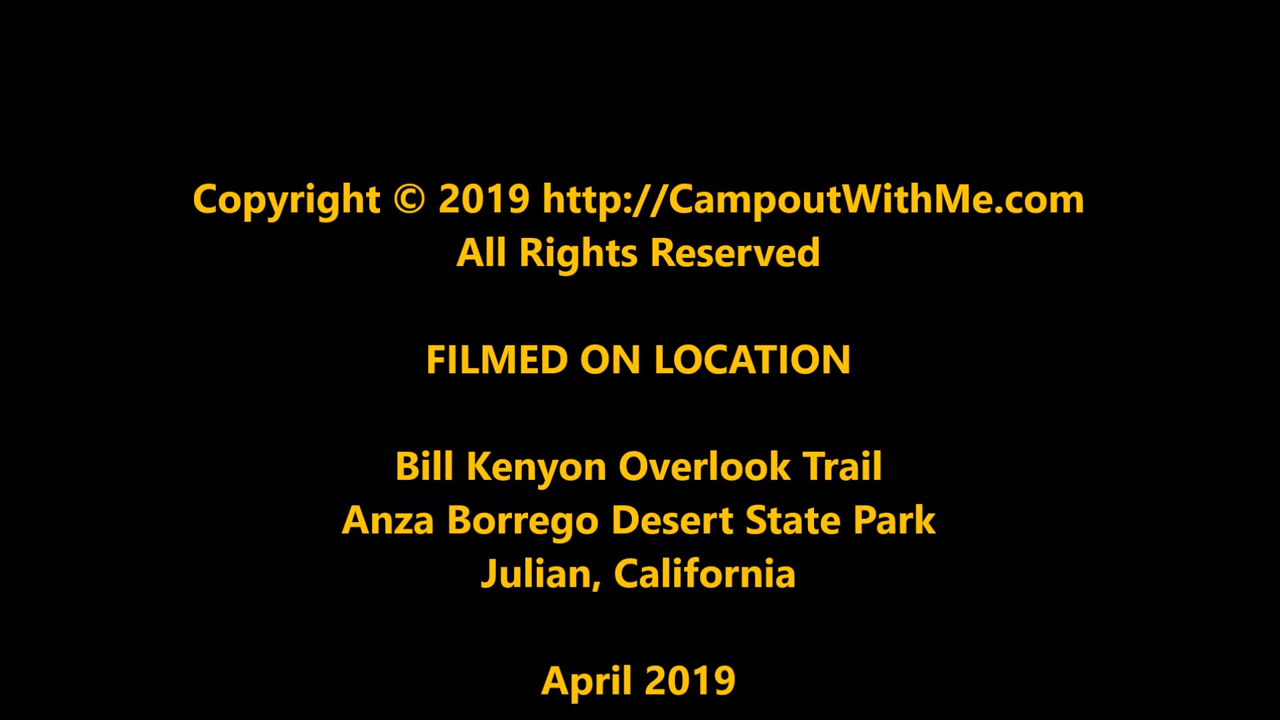 Copyright © 2019 http://CampoutWithMe.com
All Rights Reserved
FILMED ON LOCATION
Bill Kenyon Overlook Trail
Anza Borrego Desert State Park
Julian, California
April 2019